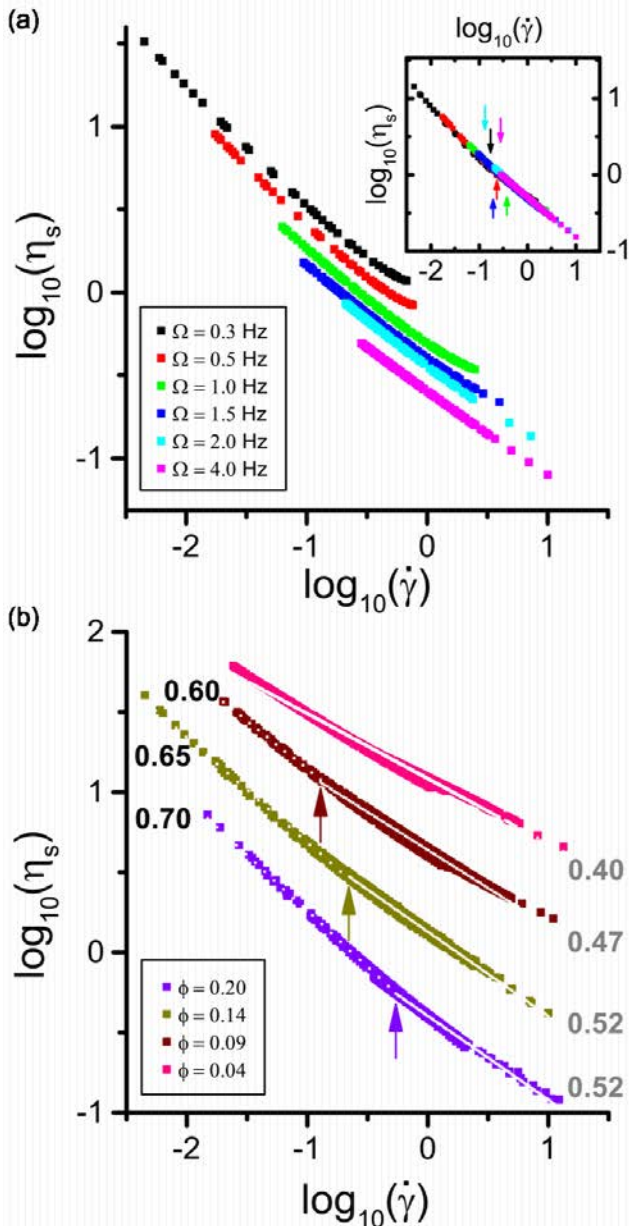 (a)
log₁₀(γ̇)
1
log₁₀(ηₛ)
1
0
-1
-2 -1 0 1
log₁₀(ηₛ)
0
Ω = 0.3 Hz
Ω = 0.5 Hz
Ω = 1.0 Hz
Ω = 1.5 Hz
Ω = 2.0 Hz
Ω = 4.0 Hz
-1
-2 -1 0 1
log₁₀(γ̇)
(b)
2
0.60
0.65
1
0.70
0.40
log₁₀(ηₛ)
0.47
0
ϕ = 0.20
ϕ = 0.14
ϕ = 0.09
ϕ = 0.04
0.52
0.52
-1
-2 -1 0 1
log₁₀(γ̇)